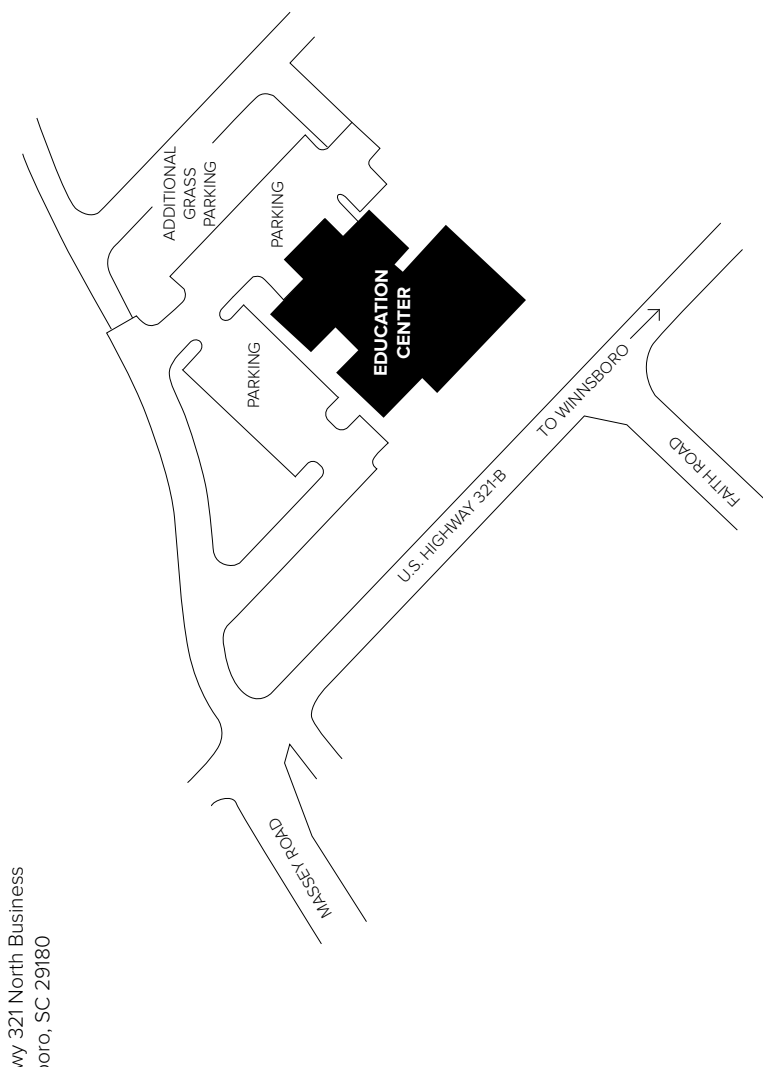 wy 321 North Business
boro, SC 29180
ADDITIONAL
GRASS
PARKING
PARKING
PARKING
EDUCATION
CENTER
MASSEY ROAD
U.S. HIGHWAY 321-B
TO WINNSBORO
FAITH ROAD